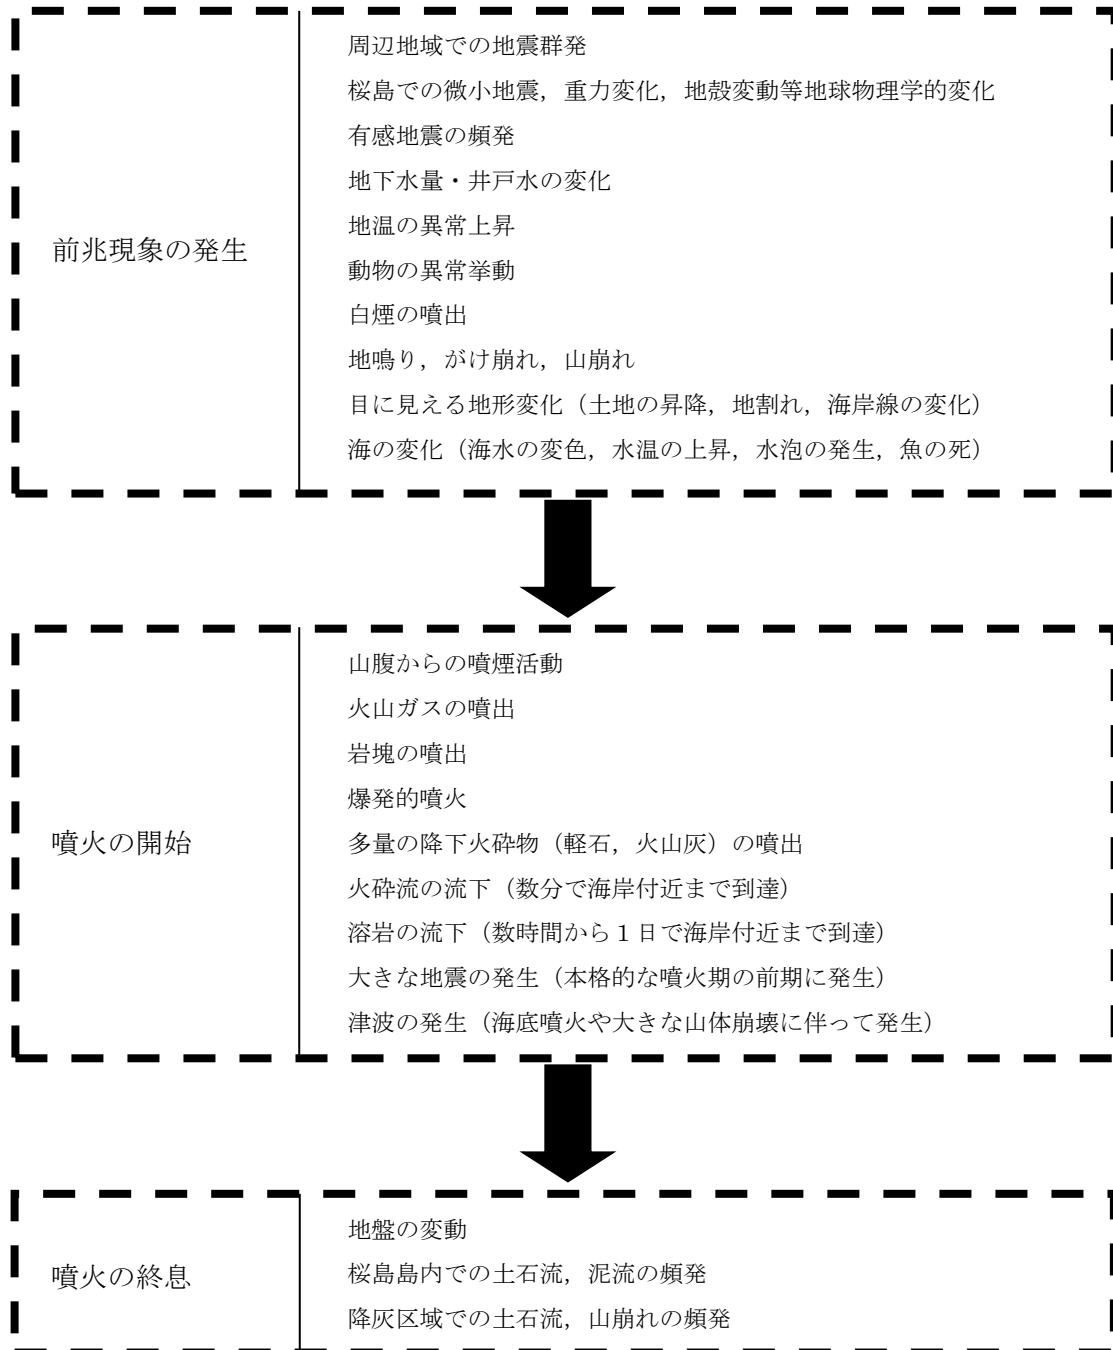 前兆現象の発生
周辺地域での地震群発
桜島での微小地震，重力変化，地殻変動等地球物理学的変化
有感地震の頻発
地下水量・井戸水の変化
地温の異常上昇
動物の異常挙動
白煙の噴出
地鳴り，がけ崩れ，山崩れ
目に見える地形変化（土地の昇降，地割れ，海岸線の変化）
海の変化（海水の変色，水温の上昇，水泡の発生，魚の死）
噴火の開始
山腹からの噴煙活動
火山ガスの噴出
岩塊の噴出
爆発的噴火
多量の降下火砕物（軽石，火山灰）の噴出
火砕流の流下（数分で海岸付近まで到達）
溶岩の流下（数時間から１日で海岸付近まで到達）
大きな地震の発生（本格的な噴火期の前期に発生）
津波の発生（海底噴火や大きな山体崩壊に伴って発生）
噴火の終息
地盤の変動
桜島島内での土石流，泥流の頻発
降灰区域での土石流，山崩れの頻発